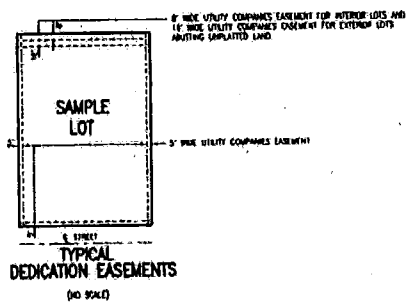 8' WIDE UTILITY COMPANIES EASEMENT FOR INTERIOR LOTS AND
16' WIDE UTILITY COMPANIES EASEMENT FOR EXTERIOR LOTS
ABUTTING UNPLATTED LAND.
SAMPLE
LOT
5' WIDE UTILITY COMPANIES EASEMENT
STREET
TYPICAL
DEDICATION EASEMENTS
(NO SCALE)